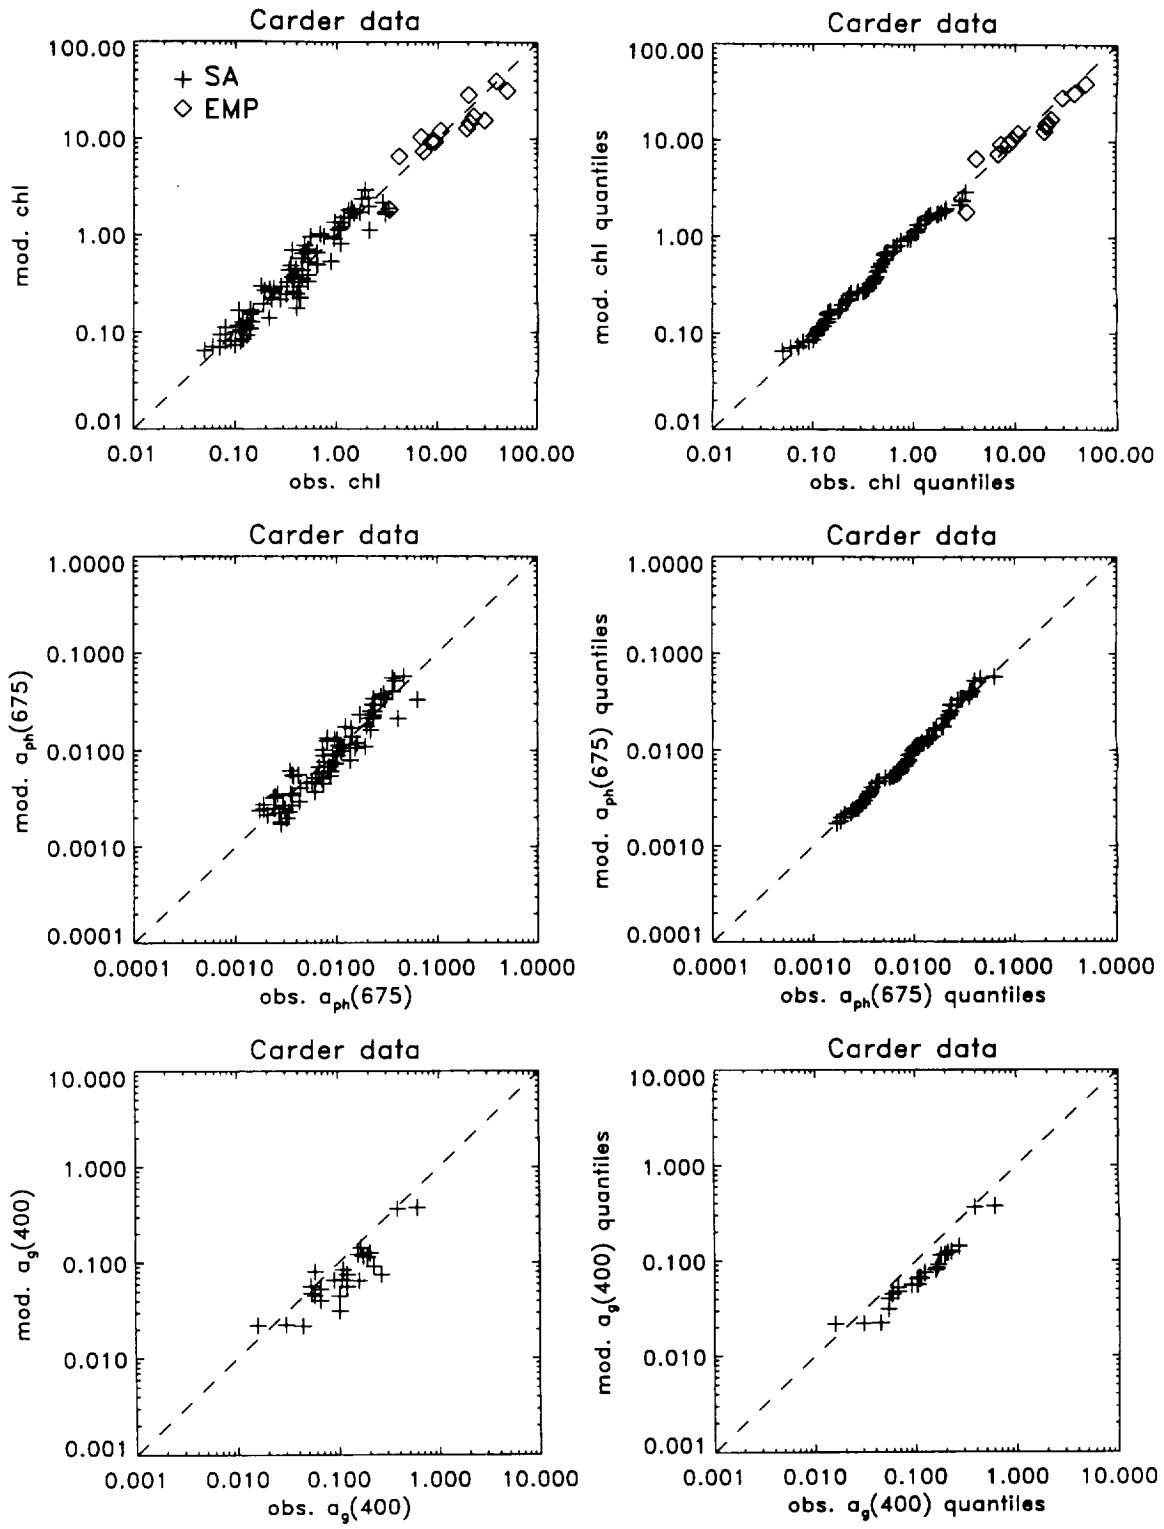 Carder data
100.00
10.00
1.00
0.10
0.01
mod. chl
+ SA
◇ EMP
0.01 0.10 1.00 10.00 100.00
obs. chl
Carder data
100.00
10.00
1.00
0.10
0.01
mod. chl quantiles
0.01 0.10 1.00 10.00 100.00
obs. chl quantiles
Carder data
1.0000
0.1000
0.0100
0.0010
0.0001
mod. aph(675)
0.0001 0.0010 0.0100 0.1000 1.0000
obs. aph(675)
Carder data
1.0000
0.1000
0.0100
0.0010
0.0001
mod. aph(675) quantiles
0.0001 0.0010 0.0100 0.1000 1.0000
obs. aph(675) quantiles
Carder data
10.000
1.000
0.100
0.010
0.001
mod. ag(400)
0.001 0.010 0.100 1.000 10.000
obs. ag(400)
Carder data
10.000
1.000
0.100
0.010
0.001
mod. ag(400) quantiles
0.001 0.010 0.100 1.000 10.000
obs. ag(400) quantiles